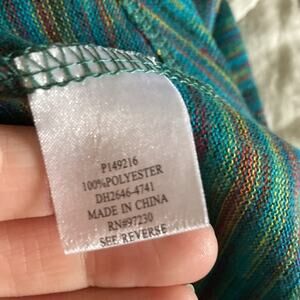 P149216
100%POLYESTER
DH2646-4741
MADE IN CHINA
RN#97230
SEE REVERSE